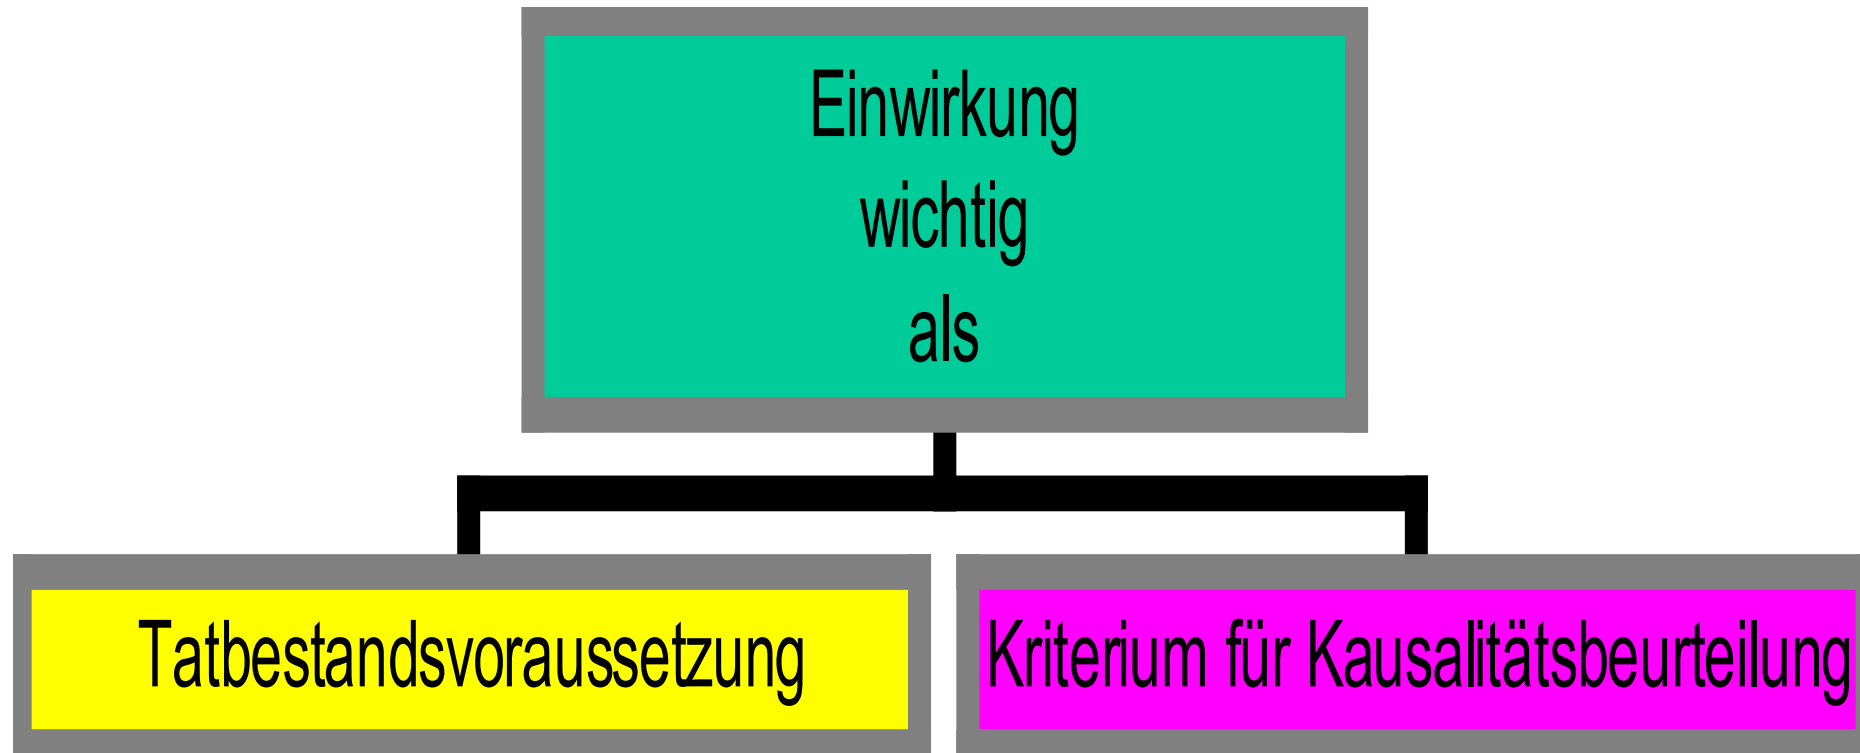 Einwirkung
wichtig
als
Tatbestandsvoraussetzung
Kriterium für Kausalitätsbeurteilung